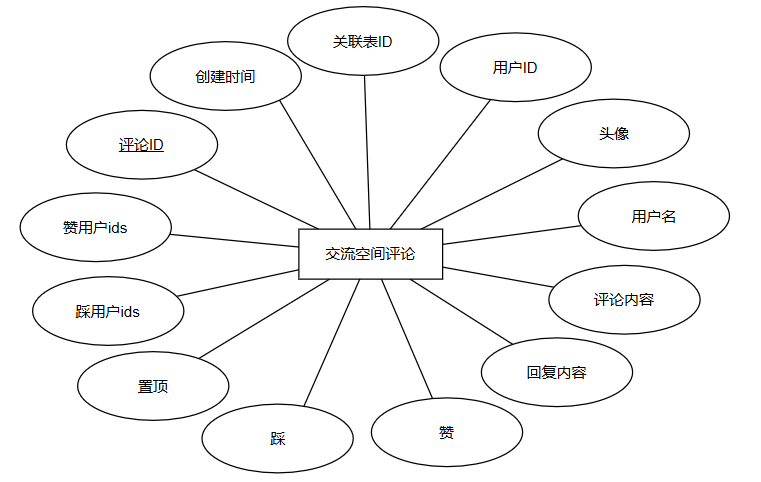 关联表ID
用户ID
创建时间
头像
评论ID
用户名
赞用户ids
交流空间评论
评论内容
踩用户ids
回复内容
置顶
赞
踩